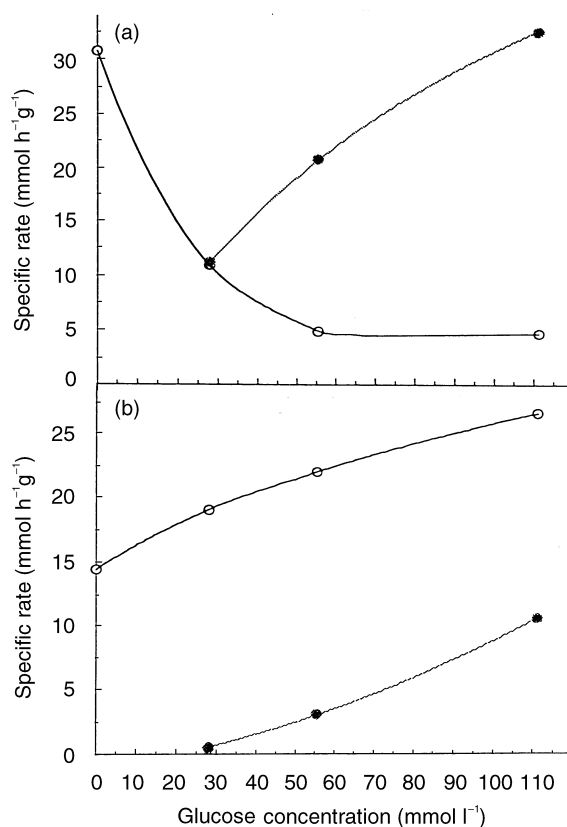 (a)
Specific rate (mmol h⁻¹g⁻¹)
30
25
20
15
10
5
0
(b)
Specific rate (mmol h⁻¹g⁻¹)
25
20
15
10
5
0
0 10 20 30 40 50 60 70 80 90 100 110
Glucose concentration (mmol l⁻¹)